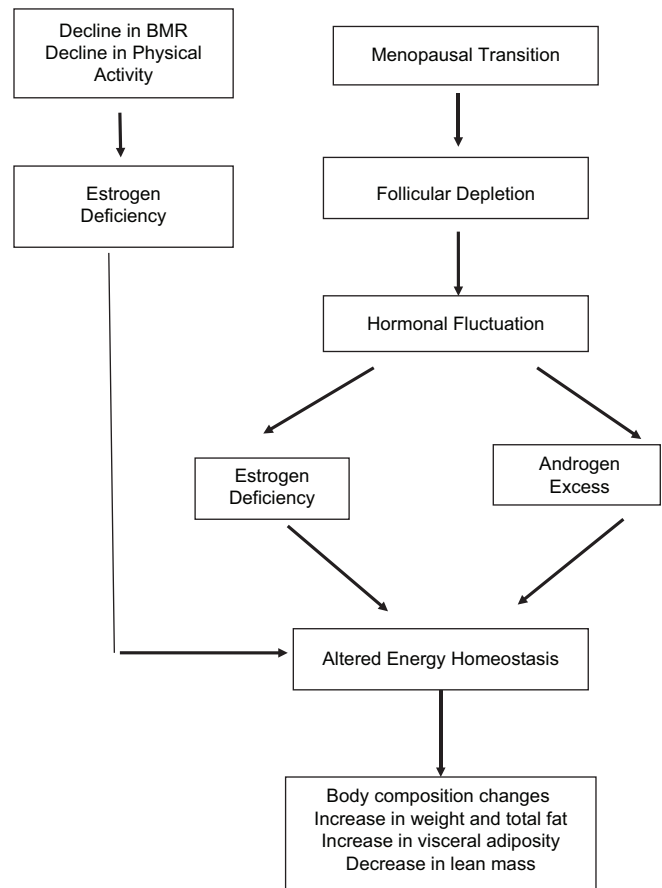 Decline in BMR
Decline in Physical
Activity
Menopausal Transition
Estrogen
Deficiency
Follicular Depletion
Hormonal Fluctuation
Estrogen
Deficiency
Androgen
Excess
Altered Energy Homeostasis
Body composition changes
Increase in weight and total fat
Increase in visceral adiposity
Decrease in lean mass